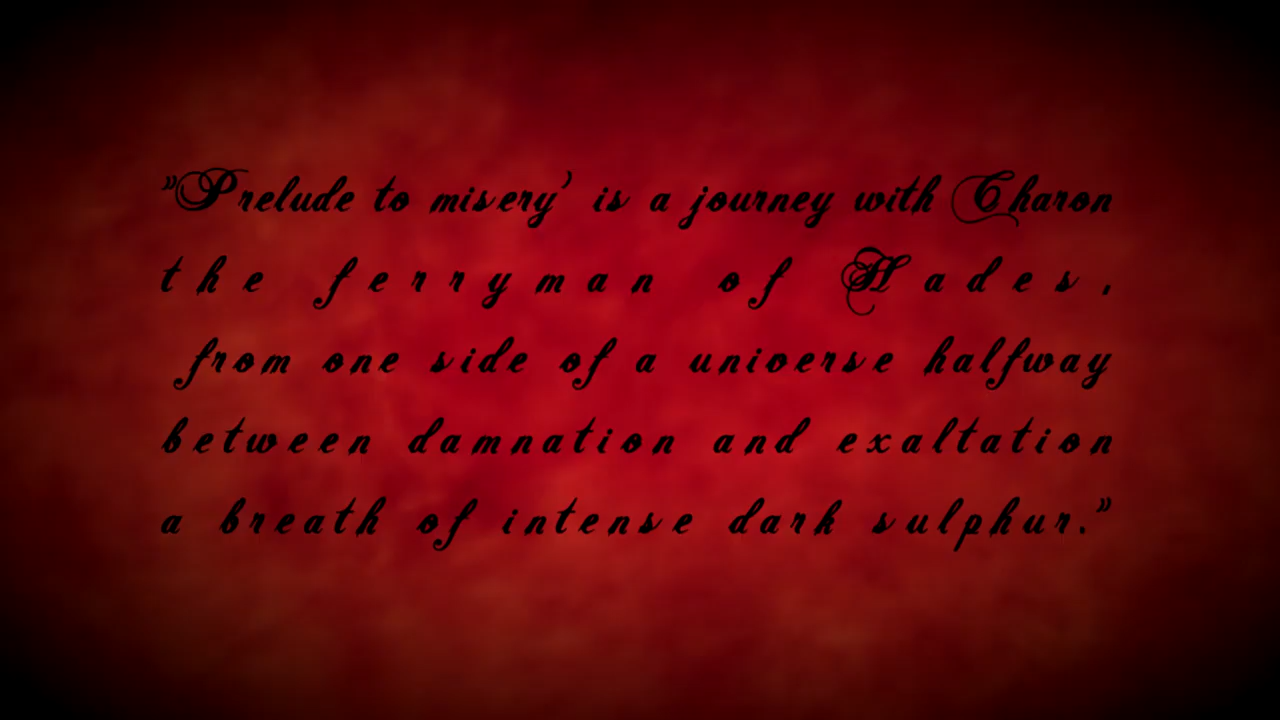 "Prelude to misery' is a journey with Charon
the ferryman of Hades,
from one side of a universe halfway
between damnation and exaltation
a breath of intense dark sulphur."